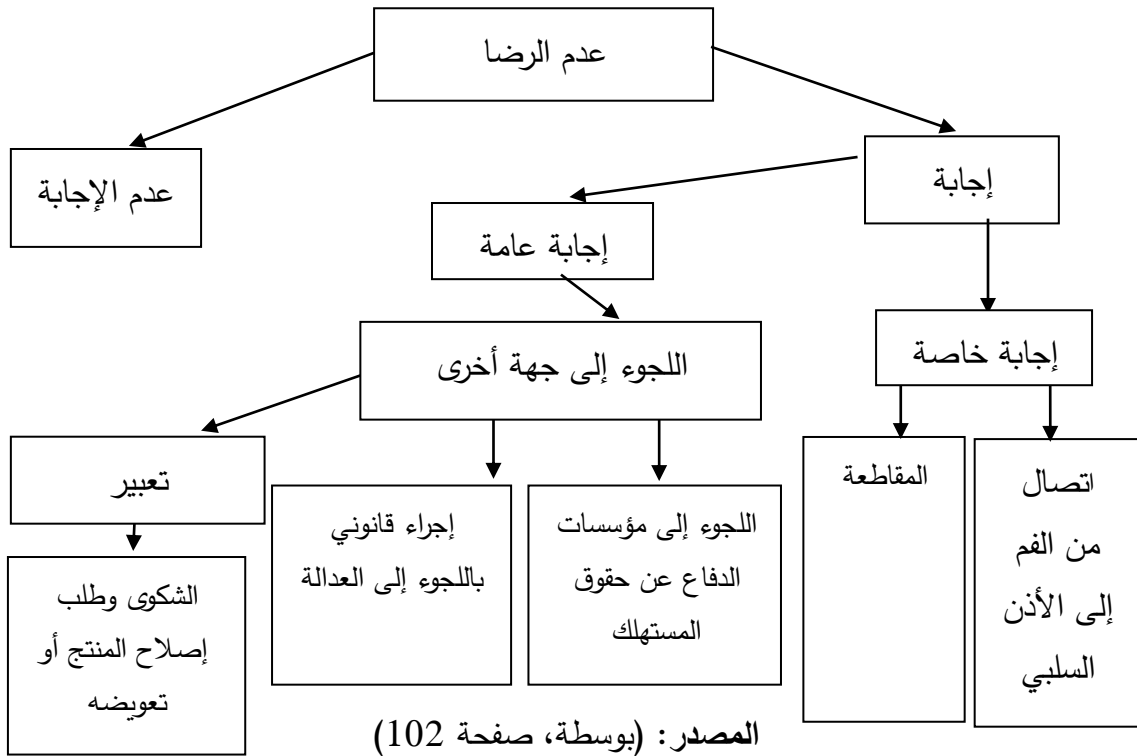 عدم الرضا
إجابة
عدم الإجابة
إجابة عامة
إجابة خاصة
اللجوء إلى جهة أخرى
اتصال
من الفم
إلى الأذن
السلبي
المقاطعة
اللجوء إلى مؤسسات
الدفاع عن حقوق
المستهلك
إجراء قانوني
باللجوء إلى العدالة
تعبير
الشكوى وطلب
إصلاح المنتج أو
تعويضه
المصدر: (بوسطة، صفحة 102)